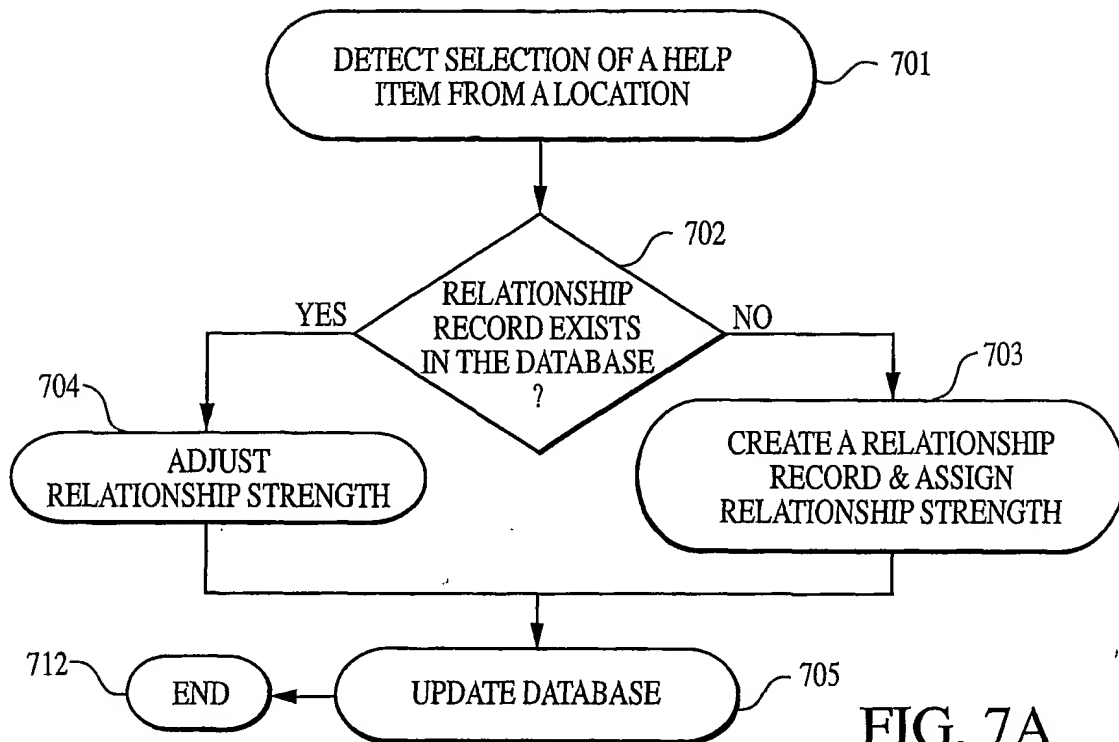 DETECT SELECTION OF A HELP
ITEM FROM A LOCATION
701
702
RELATIONSHIP
RECORD EXISTS
IN THE DATABASE
?
YES
NO
704
ADJUST
RELATIONSHIP STRENGTH
703
CREATE A RELATIONSHIP
RECORD & ASSIGN
RELATIONSHIP STRENGTH
712
END
UPDATE DATABASE
705
FIG. 7A